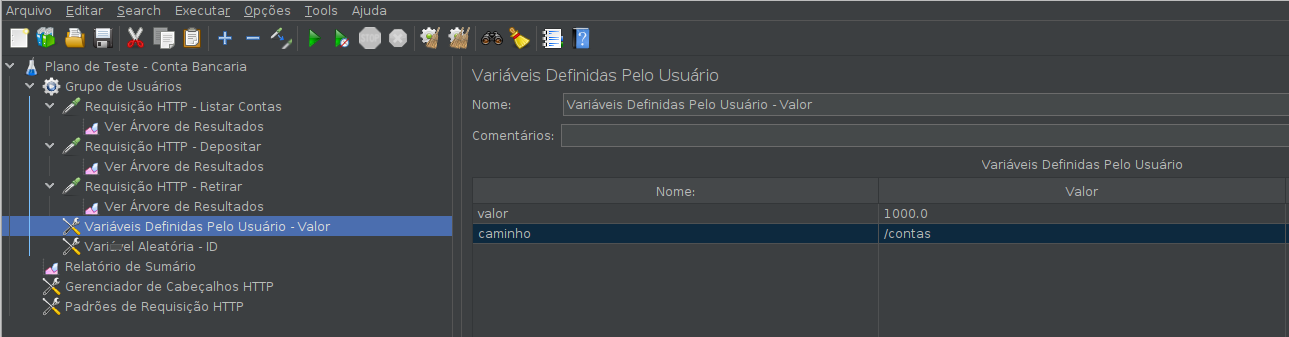 Arquivo Editar Search Executar Opções Tools Ajuda
STOP
Plano de Teste - Conta Bancaria
Grupo de Usuários
Requisição HTTP - Listar Contas
Ver Árvore de Resultados
Requisição HTTP - Depositar
Ver Árvore de Resultados
Requisição HTTP - Retirar
Ver Árvore de Resultados
Variáveis Definidas Pelo Usuário - Valor
Variável Aleatória - ID
Relatório de Sumário
Gerenciador de Cabeçalhos HTTP
Padrões de Requisição HTTP
Variáveis Definidas Pelo Usuário
Nome: Variáveis Definidas Pelo Usuário - Valor
Comentários:
Variáveis Definidas Pelo Usuário
Nome: Valor
valor 1000.0
caminho /contas